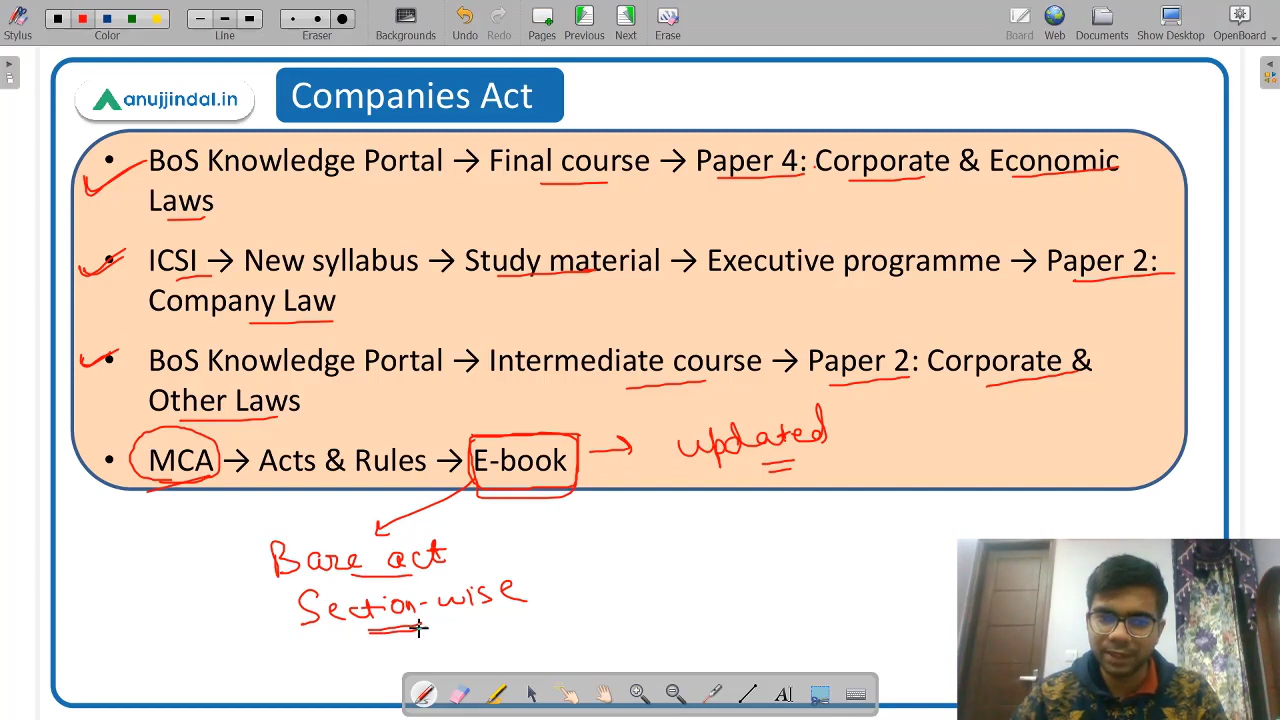 Stylus
Color
Line
Eraser
Backgrounds
Undo
Redo
Pages
Previous
Next
Erase
Board
Web
Documents
Show Desktop
OpenBoard
anujjindal.in
Companies Act
• BoS Knowledge Portal → Final course → Paper 4: Corporate & Economic
Laws
• ICSI → New syllabus → Study material → Executive programme → Paper 2:
Company Law
• BoS Knowledge Portal → Intermediate course → Paper 2: Corporate &
Other Laws
• MCA → Acts & Rules → E-book → updated
Bare act
Section-wise
AI